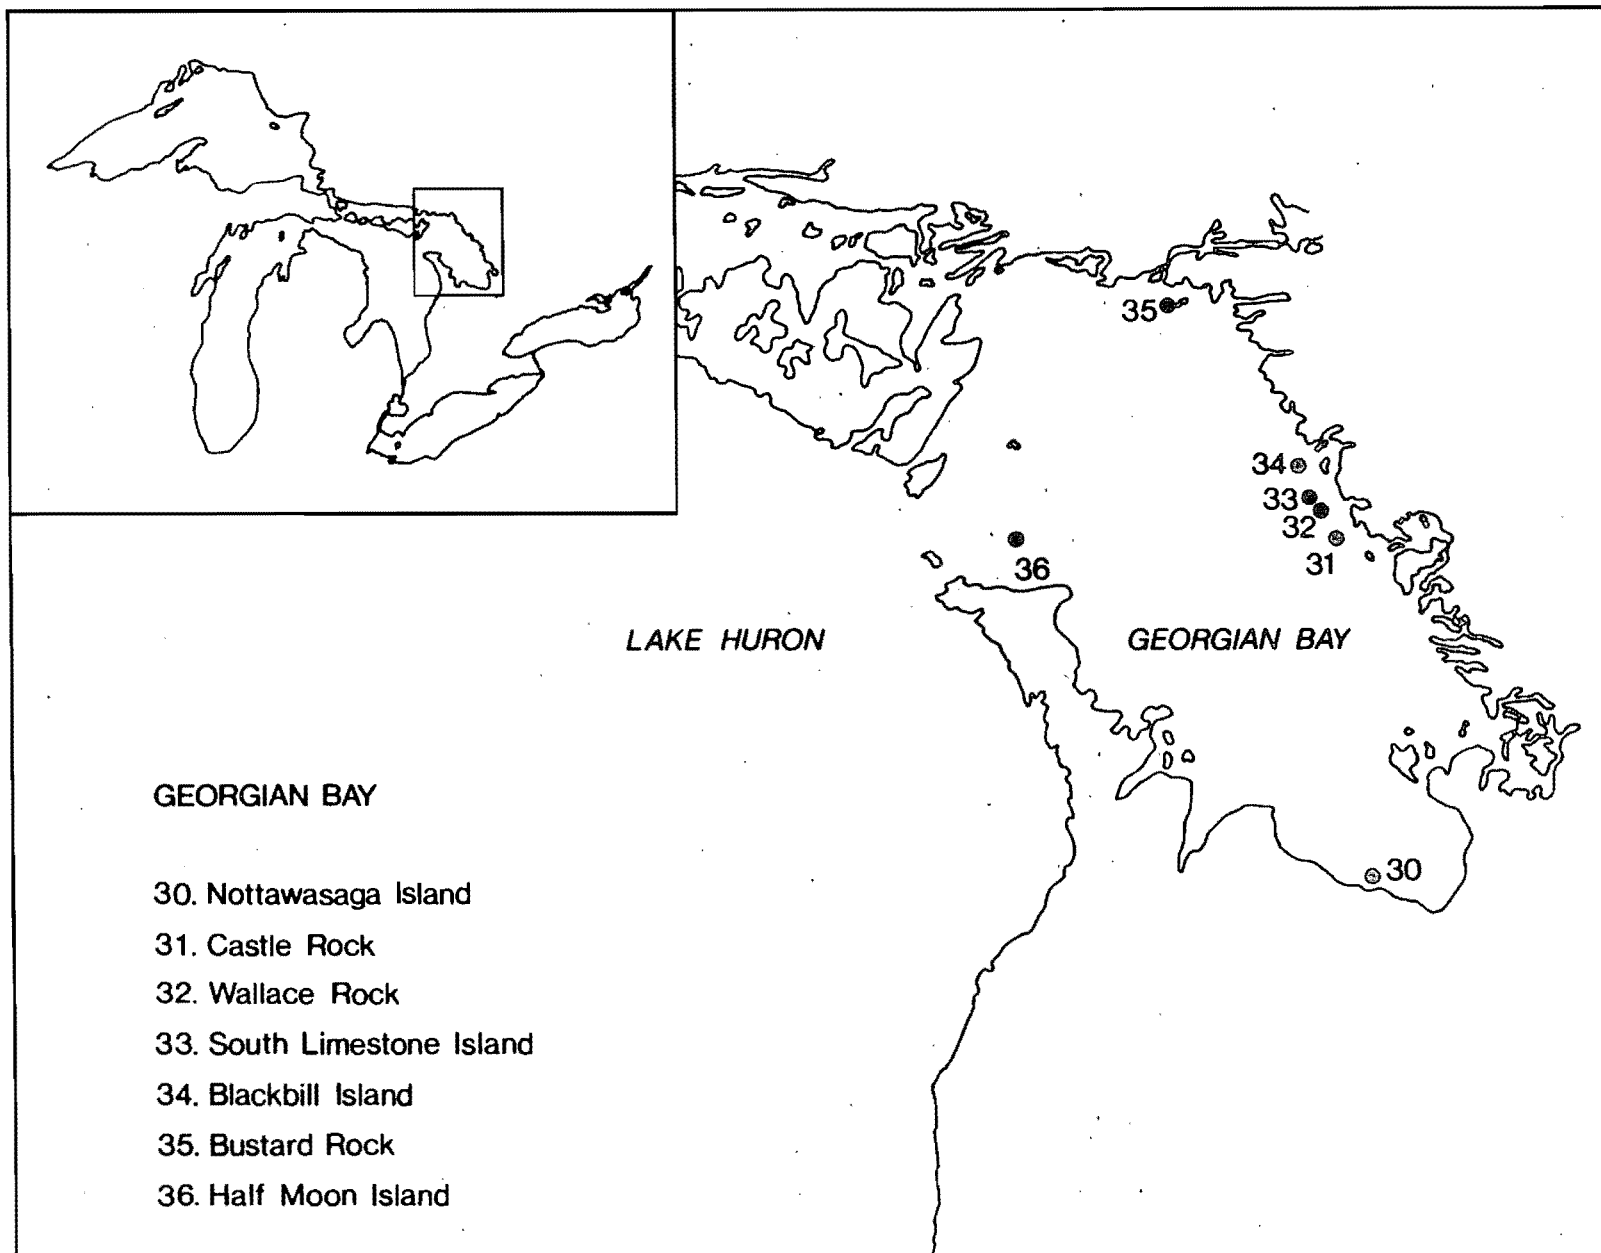 35
34
33
32
31
36
LAKE HURON
GEORGIAN BAY
GEORGIAN BAY
30
30. Nottawasaga Island
31. Castle Rock
32. Wallace Rock
33. South Limestone Island
34. Blackbill Island
35. Bustard Rock
36. Half Moon Island